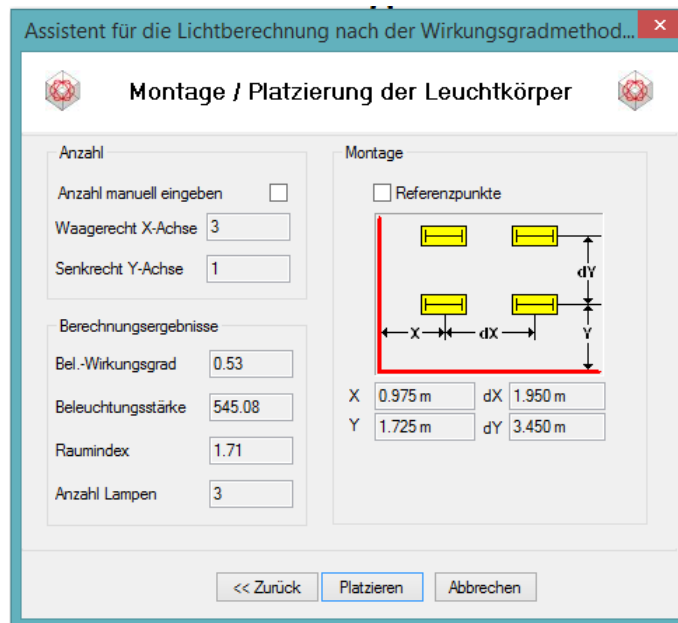 Assistent für die Lichtberechnung nach der Wirkungsgradmethod...
Montage / Platzierung der Leuchtkörper
Anzahl
Anzahl manuell eingeben
Waagerecht X-Achse 3
Senkrecht Y-Achse 1
Berechnungsergebnisse
Bel.-Wirkungsgrad 0.53
Beleuchtungsstärke 545.08
Raumindex 1.71
Anzahl Lampen 3
Montage
Referenzpunkte
dY
X dX Y
X 0.975 m dX 1.950 m
Y 1.725 m dY 3.450 m
<< Zurück Platzieren Abbrechen